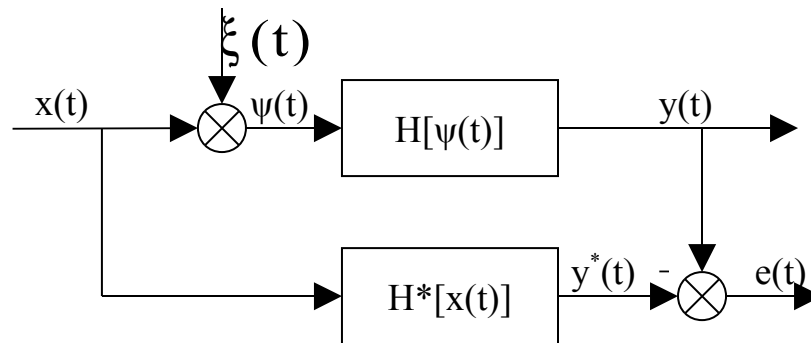 ξ(t)
x(t)
ψ(t)
H[ψ(t)]
y(t)
H*[x(t)]
y*(t)
-
e(t)